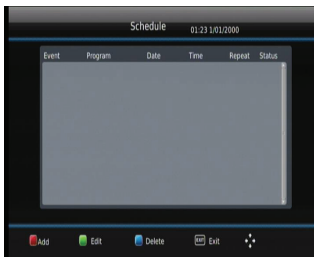 Schedule 01:23 1/01/2000
Event Program Date Time Repeat Status
Add Edit Delete EXIT Exit